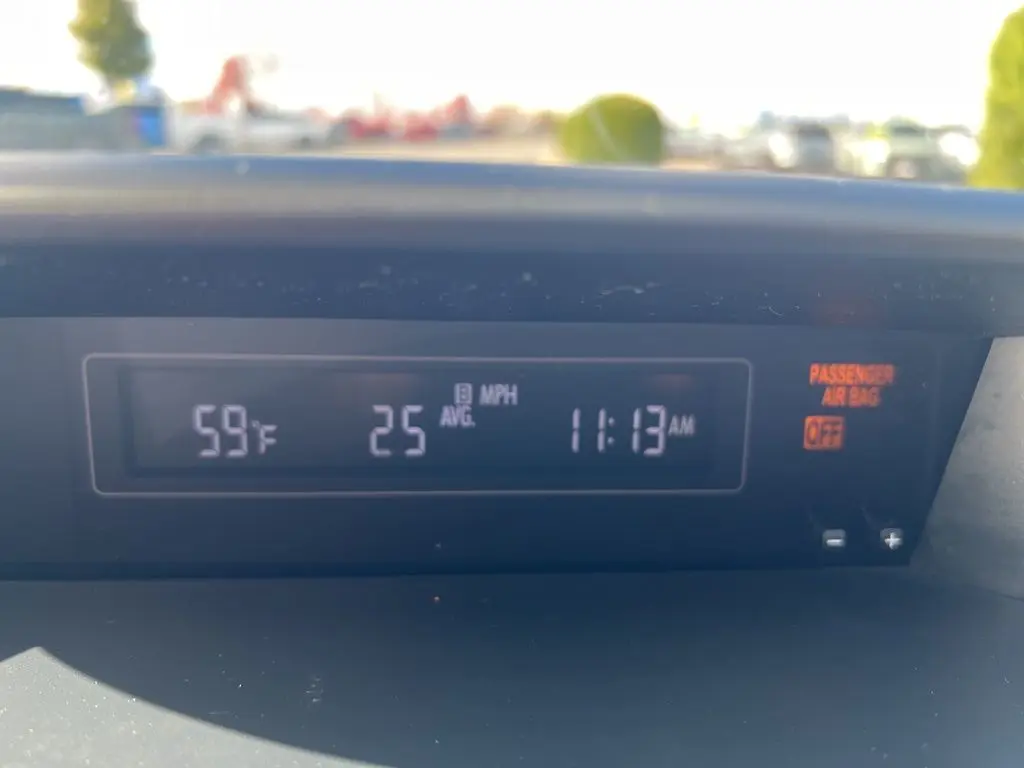 59°F 25 AVG. B MPH 11:13 AM
PASSENGER
AIR BAG
OFF
- +